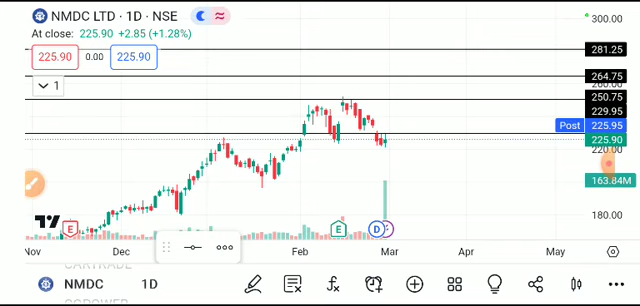 NMDC LTD · 1D · NSE
At close: 225.90 +2.85 (+1.28%)
225.90 0.00 225.90
1
300.00
281.25
264.75
260.00
250.75
229.95
Post 225.95
225.90
220.00
163.84M
180.00
E E D
Nov Dec Feb Mar Apr May
NMDC 1D